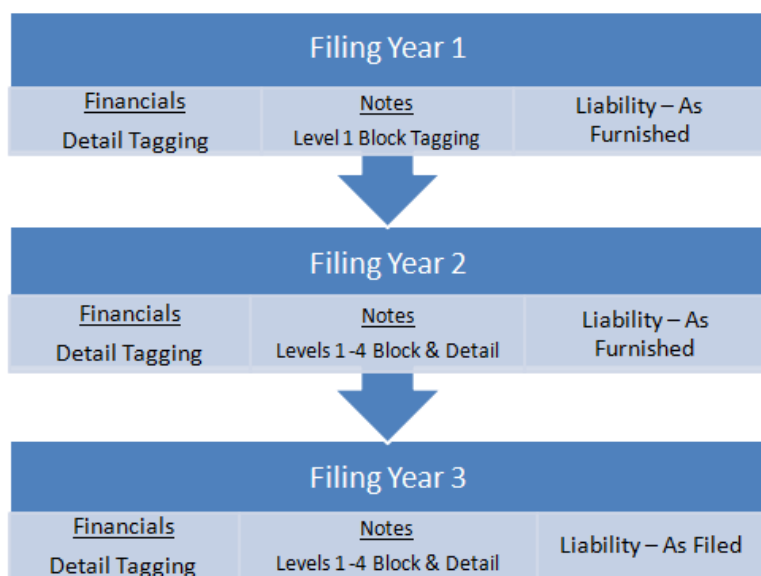 Filing Year 1
Financials
Detail Tagging
Notes
Level 1 Block Tagging
Liability – As
Furnished
Filing Year 2
Financials
Detail Tagging
Notes
Levels 1-4 Block & Detail
Liability – As
Furnished
Filing Year 3
Financials
Detail Tagging
Notes
Levels 1-4 Block & Detail
Liability – As Filed